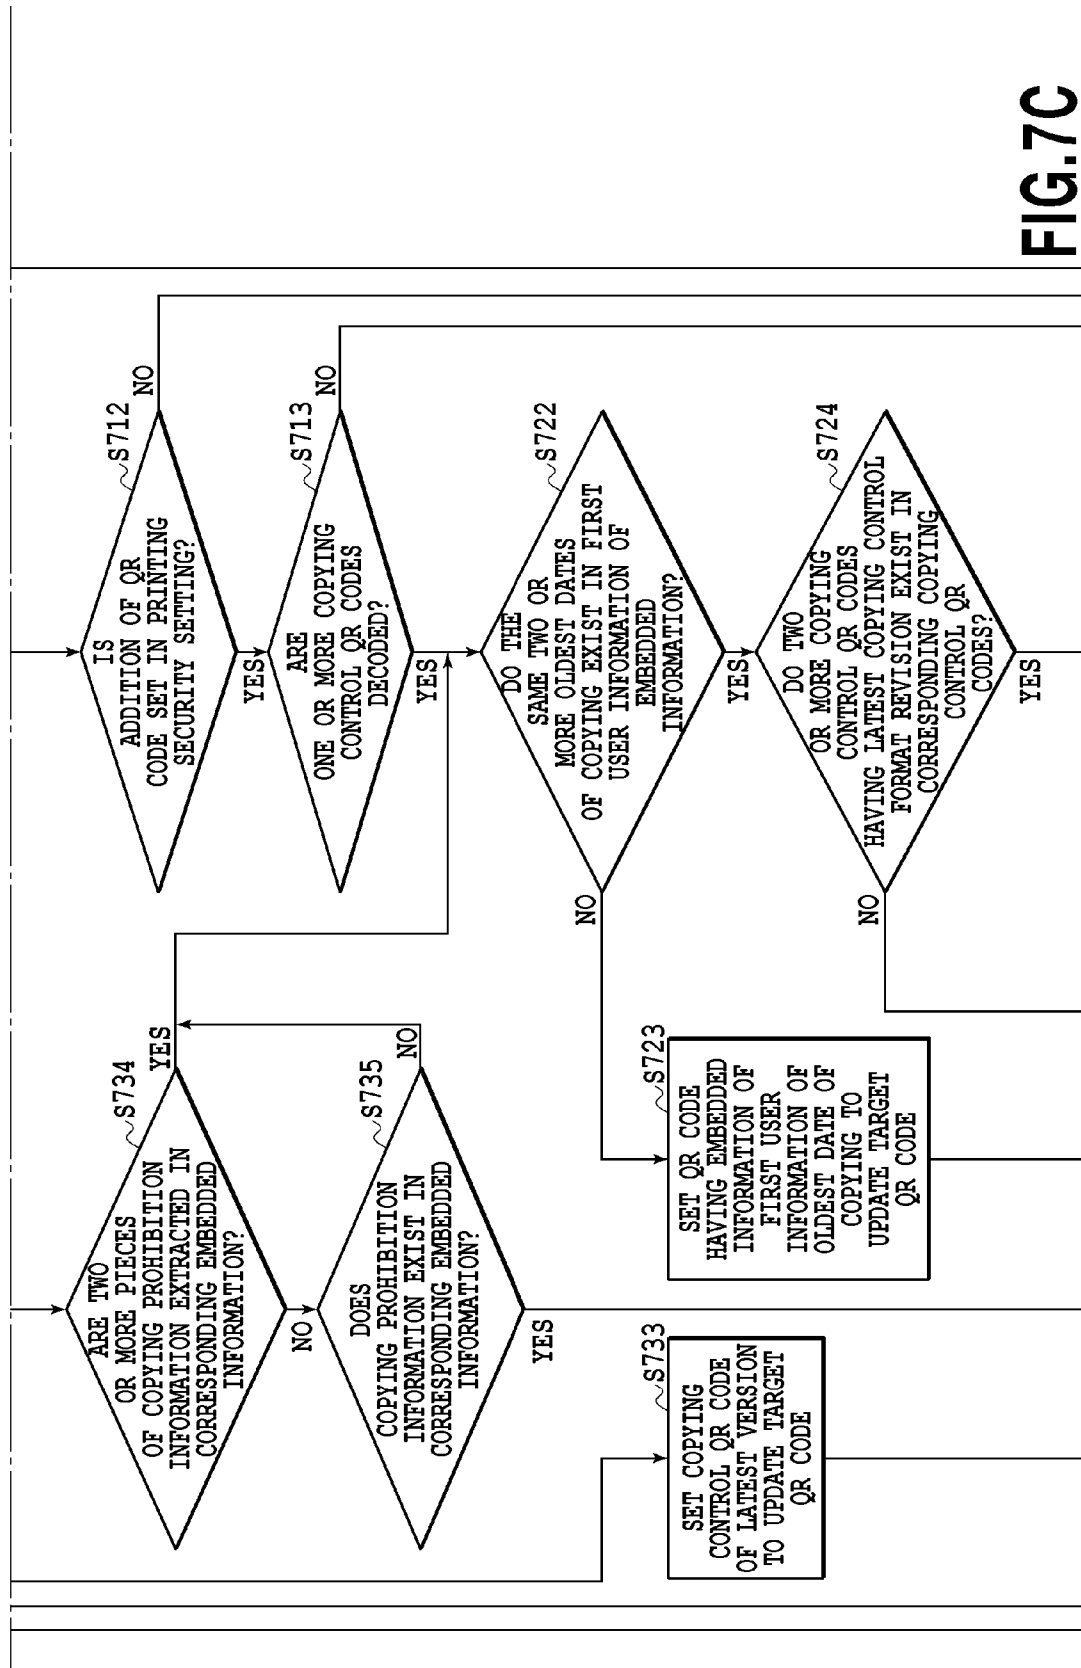 IS
ADDITION OF QR
CODE SET IN PRINTING
SECURITY SETTING?
S712
NO
YES
ARE
ONE OR MORE COPYING
CONTROL QR CODES
DECODED?
S713
NO
YES
DO THE
SAME TWO OR
MORE OLDEST DATES
OF COPYING EXIST IN FIRST
USER INFORMATION OF
EMBEDDED
INFORMATION?
S722
NO
YES
DO TWO
OR MORE COPYING
CONTROL QR CODES
HAVING LATEST COPYING CONTROL
FORMAT REVISION EXIST IN
CORRESPONDING COPYING
CONTROL QR
CODES?
S724
NO
YES
ARE TWO
OR MORE PIECES
OF COPYING PROHIBITION
INFORMATION EXTRACTED IN
CORRESPONDING EMBEDDED
INFORMATION?
S734
YES
NO
DOES
COPYING PROHIBITION
INFORMATION EXIST IN
CORRESPONDING EMBEDDED
INFORMATION?
S735
NO
YES
S723
SET QR CODE
HAVING EMBEDDED
INFORMATION OF
FIRST USER
INFORMATION OF
OLDEST DATE OF
COPYING TO
UPDATE TARGET
QR CODE
S733
SET COPYING
CONTROL QR CODE
OF LATEST VERSION
TO UPDATE TARGET
QR CODE
FIG.7C